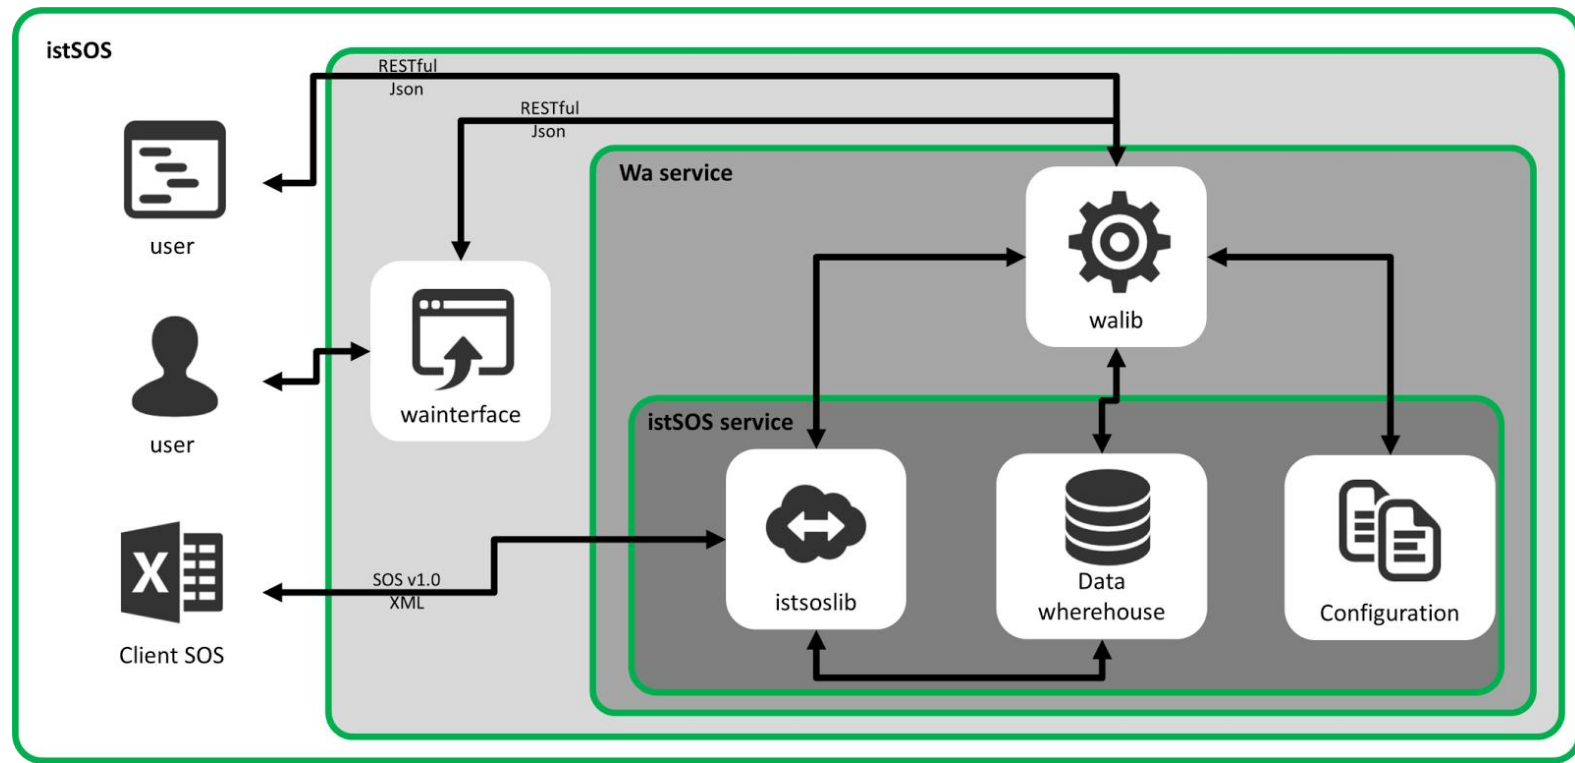 istSOS
RESTful
Json
RESTful
Json
Wa service
user
walib
wainterface
user
istSOS service
SOS v1.0
XML
istsoslib
Data
wherehouse
Configuration
Client SOS